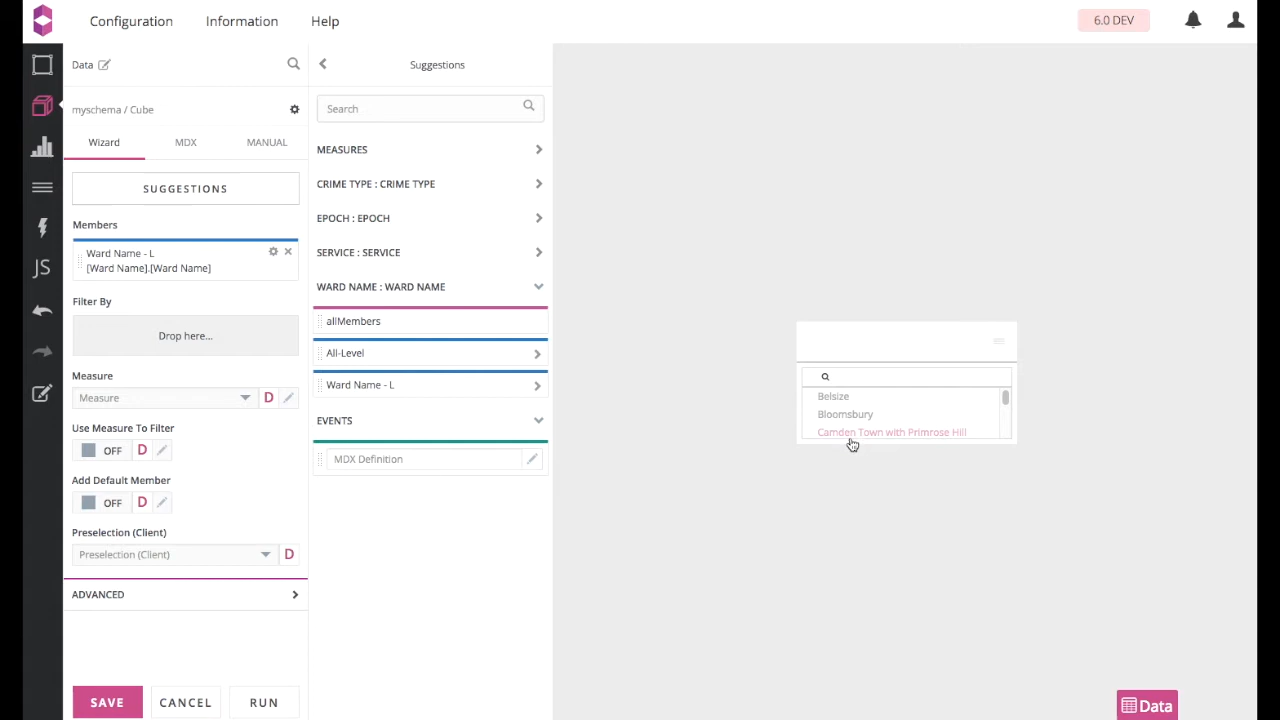 Configuration
Information
Help
6.0 DEV
Data
Suggestions
myschema / Cube
Search
Wizard
MDX
MANUAL
MEASURES
SUGGESTIONS
CRIME TYPE : CRIME TYPE
Members
EPOCH : EPOCH
Ward Name - L
[Ward Name].[Ward Name]
SERVICE : SERVICE
WARD NAME : WARD NAME
Filter By
Drop here...
allMembers
All-Level
Ward Name - L
Measure
Measure
D
EVENTS
Use Measure To Filter
OFF
D
MDX Definition
Add Default Member
OFF
D
Preselection (Client)
Preselection (Client)
D
ADVANCED
SAVE
CANCEL
RUN
JS
Belsize
Bloomsbury
Camden Town with Primrose Hill
Data